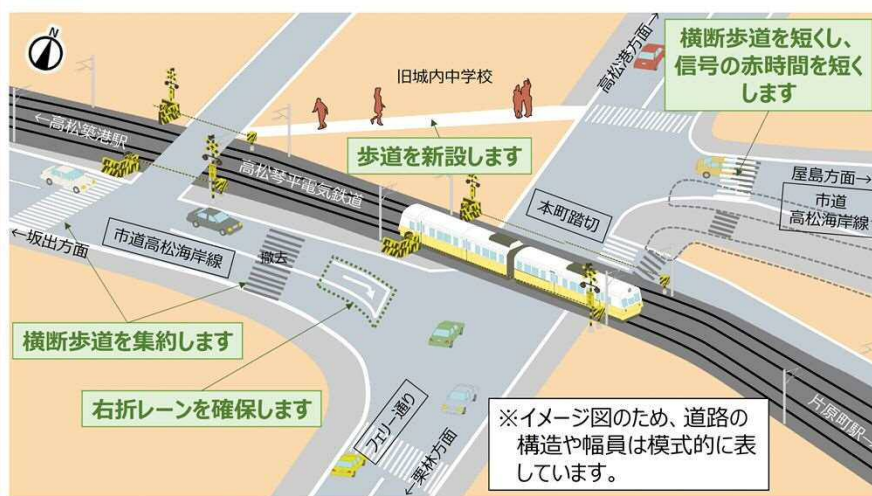 横断歩道を短くし、
信号の赤時間を短く
します
高松港方面→
旧城内中学校
←高松築港駅
歩道を新設します
高松琴平電気鉄道
本町踏切
屋島方面→
市道
高松海岸線
←坂出方面
市道高松海岸線
撤去
横断歩道を集約します
右折レーンを確保します
フェリー通り
←栗林方面
※イメージ図のため、道路の
構造や幅員は模式的に表
しています。
片原町駅→